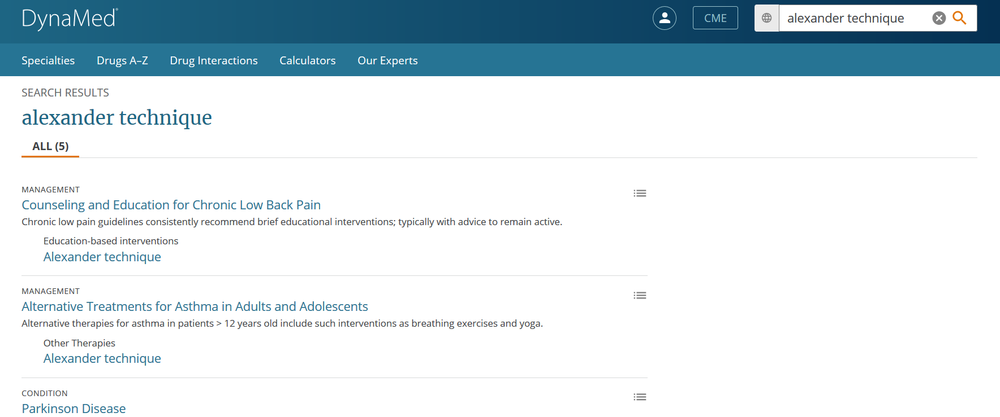 DynaMed®
CME
alexander technique
Specialties
Drugs A–Z
Drug Interactions
Calculators
Our Experts
SEARCH RESULTS
alexander technique
ALL (5)
MANAGEMENT
Counseling and Education for Chronic Low Back Pain
Chronic low pain guidelines consistently recommend brief educational interventions; typically with advice to remain active.
Education-based interventions
Alexander technique
MANAGEMENT
Alternative Treatments for Asthma in Adults and Adolescents
Alternative therapies for asthma in patients > 12 years old include such interventions as breathing exercises and yoga.
Other Therapies
Alexander technique
CONDITION
Parkinson Disease